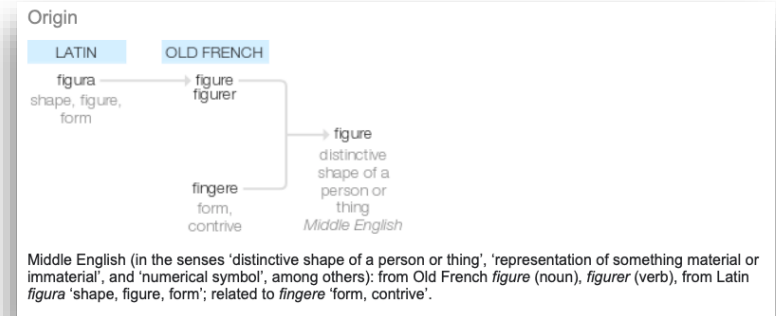 Origin
LATIN OLD FRENCH
figura figure
figurer
shape, figure,
form
figure
distinctive
shape of a
person or
thing
Middle English
fingere
form,
contrive
Middle English (in the senses ‘distinctive shape of a person or thing’, ‘representation of something material or
immaterial’, and ‘numerical symbol’, among others): from Old French figure (noun), figurer (verb), from Latin
figura ‘shape, figure, form’; related to fingere ‘form, contrive’.